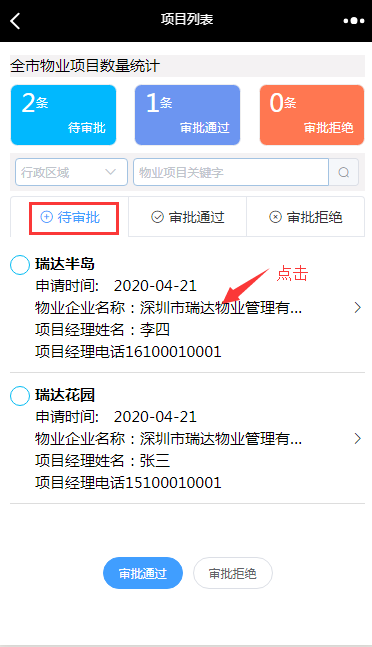 项目列表
全市物业项目数量统计
2条
待审批
1条
审批通过
0条
审批拒绝
行政区域
物业项目关键字
待审批
审批通过
审批拒绝
瑞达半岛
申请时间: 2020-04-21
点击
物业企业名称：深圳市瑞达物业管理有...
项目经理姓名：李四
项目经理电话16100010001
瑞达花园
申请时间: 2020-04-21
物业企业名称：深圳市瑞达物业管理有...
项目经理姓名：张三
项目经理电话15100010001
审批通过
审批拒绝